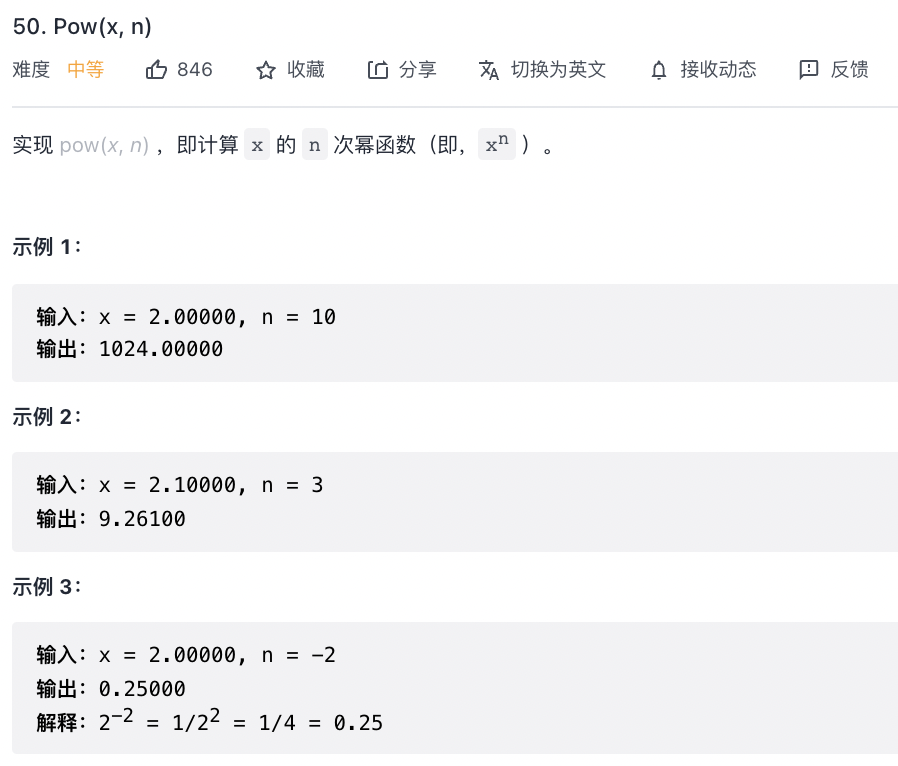 50. Pow(x, n)
难度 中等 846 收藏 分享 切换为英文 接收动态 反馈
实现 pow(x, n) ，即计算 x 的 n 次幂函数（即，xⁿ ）。
示例 1：
输入：x = 2.00000, n = 10
输出：1024.00000
示例 2：
输入：x = 2.10000, n = 3
输出：9.26100
示例 3：
输入：x = 2.00000, n = -2
输出：0.25000
解释：2⁻² = 1/2² = 1/4 = 0.25